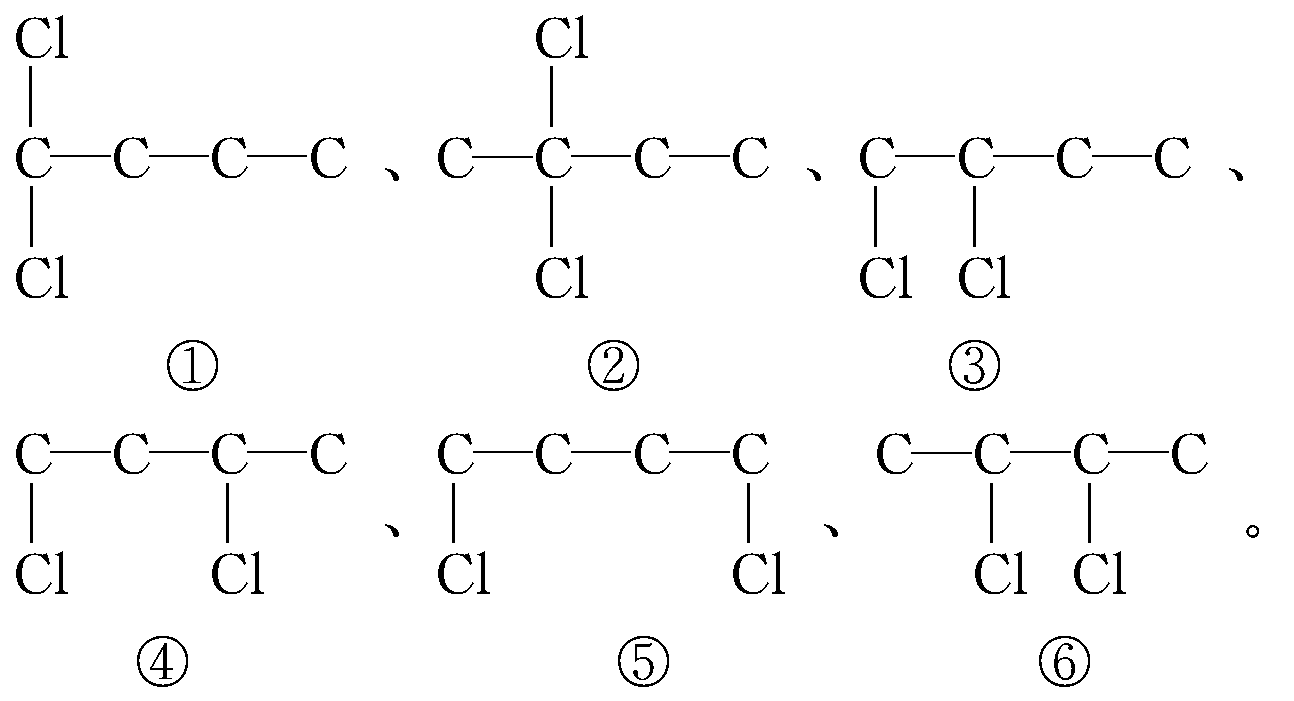 Cl Cl
C—C—C—C、C—C—C—C、C—C—C—C、
Cl Cl Cl Cl
① ② ③
C—C—C—C、C—C—C—C、C—C—C—C。
Cl Cl Cl Cl Cl Cl
④ ⑤ ⑥